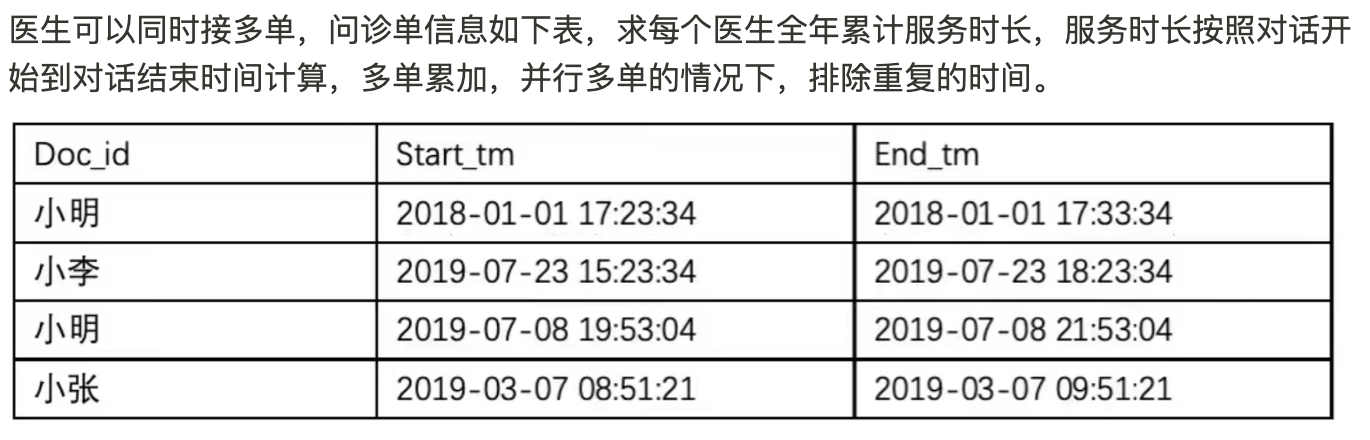 医生可以同时接多单，问诊单信息如下表，求每个医生全年累计服务时长，服务时长按照对话开
始到对话结束时间计算，多单累加，并行多单的情况下，排除重复的时间。
Doc_id Start_tm End_tm
小明 2018-01-01 17:23:34 2018-01-01 17:33:34
小李 2019-07-23 15:23:34 2019-07-23 18:23:34
小明 2019-07-08 19:53:04 2019-07-08 21:53:04
小张 2019-03-07 08:51:21 2019-03-07 09:51:21